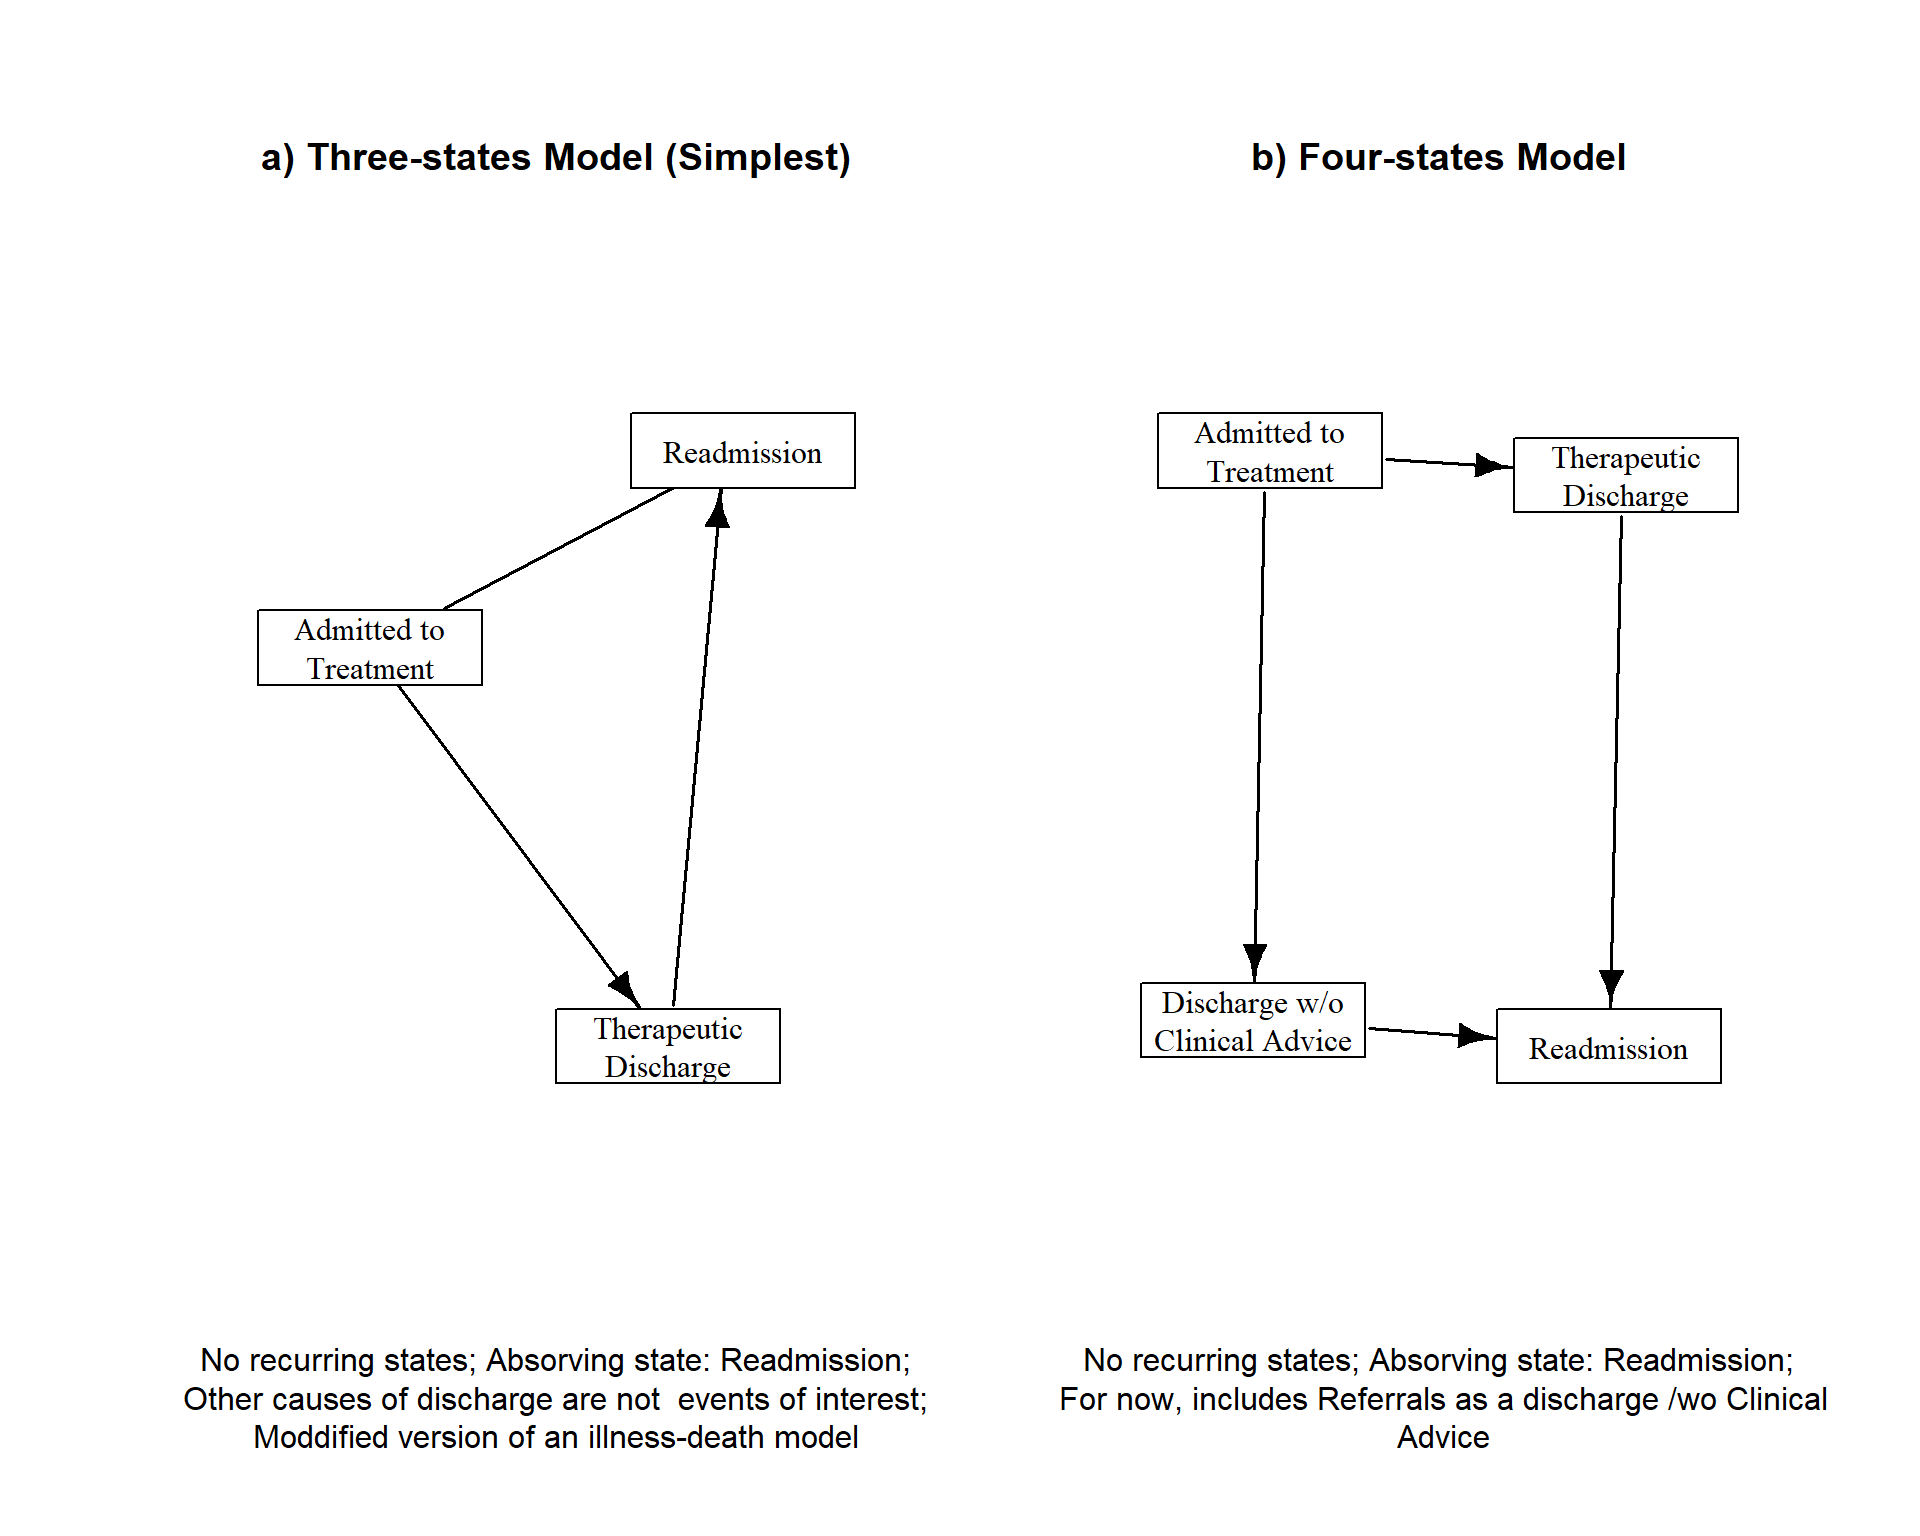 a) Three-states Model (Simplest)
Readmission
Admitted to
Treatment
Therapeutic
Discharge
No recurring states; Absorving state: Readmission;
Other causes of discharge are not  events of interest;
Moddified version of an illness-death model
b) Four-states Model
Admitted to
Treatment
Therapeutic
Discharge
Discharge w/o
Clinical Advice
Readmission
No recurring states; Absorving state: Readmission;
For now, includes Referrals as a discharge /wo Clinical
Advice